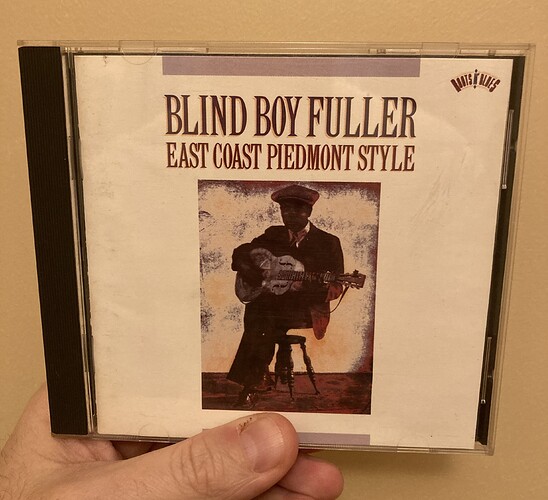 ROOTS N' BLUES
BLIND BOY FULLER
EAST COAST PIEDMONT STYLE